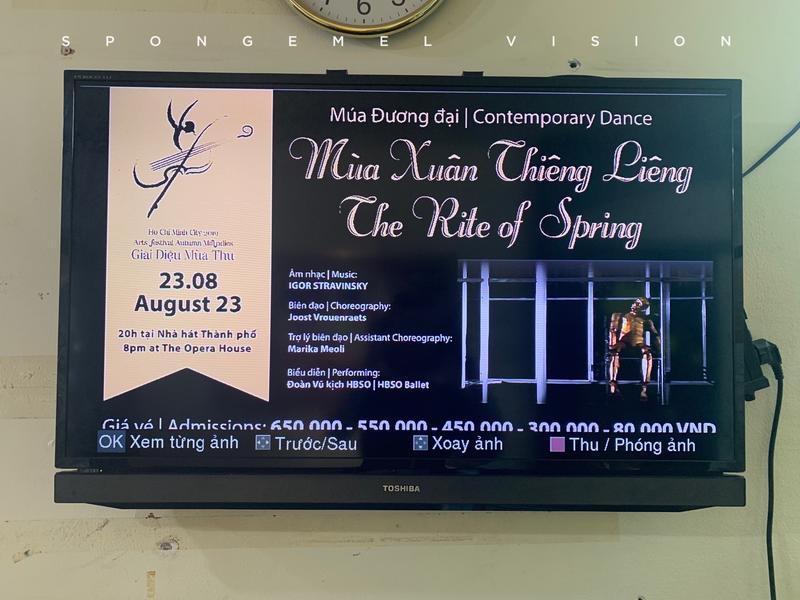 SPONGEMEL VISION
Múa Đương đại | Contemporary Dance
Mùa Xuân Thiêng Liêng
The Rite of Spring
Ho Chi Minh City 2019
Arts festival Autumn Melodies
Giai Điệu Mùa Thu
23.08
August 23
20h tại Nhà hát Thành phố
8pm at The Opera House
Âm nhạc | Music:
IGOR STRAVINSKY
Biên đạo | Choreography:
Joost Vrouenraets
Trợ lý biên đạo | Assistant Choreography:
Marika Meoli
Biểu diễn | Performing:
Đoàn Vũ kịch HBSO | HBSO Ballet
Giá vé | Admissions: 650.000 - 550.000 - 450.000 - 300.000 - 80.000 VND
OK Xem từng ảnh Trước/Sau Xoay ảnh Thu / Phóng ảnh
TOSHIBA